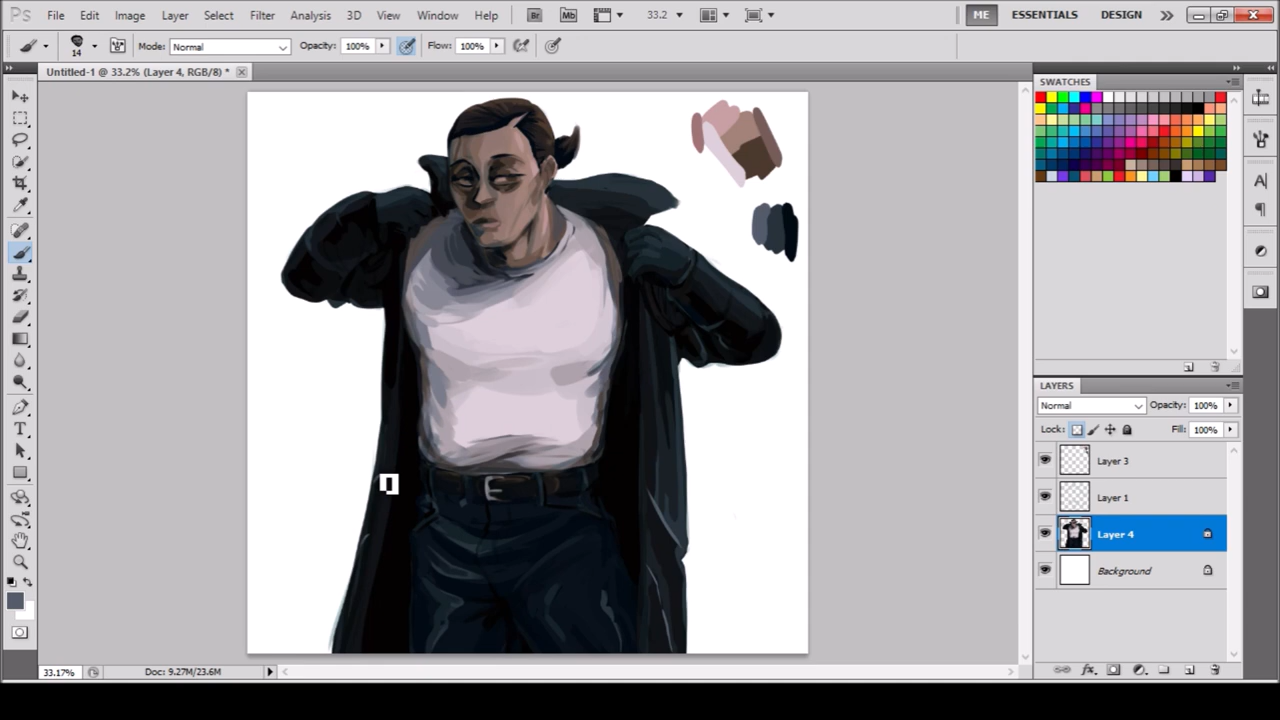 Ps File Edit Image Layer Select Filter Analysis 3D View Window Help Br Mb 33.2 ME ESSENTIALS DESIGN
14 Mode: Normal Opacity: 100% Flow: 100%
Untitled-1 @ 33.2% (Layer 4, RGB/8) *
SWATCHES
LAYERS
Normal Opacity: 100%
Lock: Fill: 100%
Layer 3
Layer 1
Layer 4
Background
33.17% Doc: 9.27M/23.6M